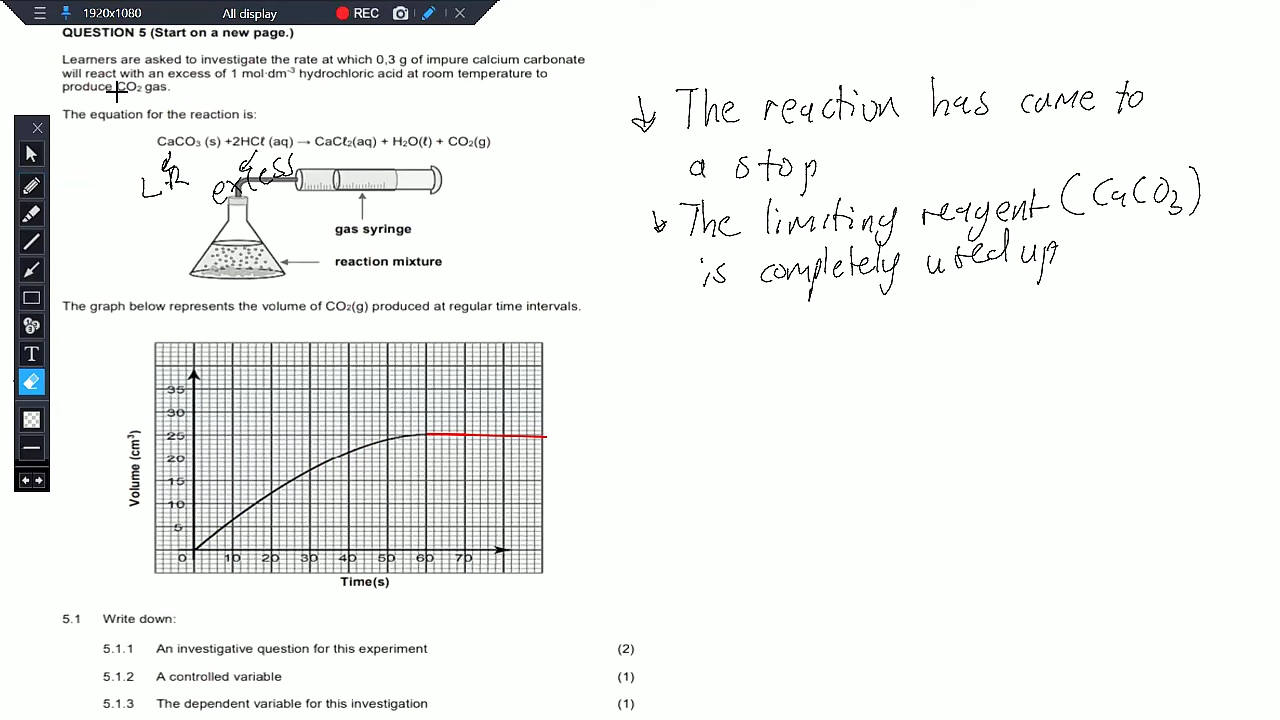 1920x1080 All display REC
QUESTION 5 (Start on a new page.)
Learners are asked to investigate the rate at which 0,3 g of impure calcium carbonate
will react with an excess of 1 mol·dm⁻³ hydrochloric acid at room temperature to
produce CO₂ gas.
The equation for the reaction is:
CaCO₃ (s) +2HCℓ (aq) → CaCℓ₂(aq) + H₂O(ℓ) + CO₂(g)
LR excess
gas syringe
reaction mixture
The graph below represents the volume of CO₂(g) produced at regular time intervals.
35
30
25
20
15
10
5
0 10 20 30 40 50 60 70
Volume (cm³)
Time(s)
5.1 Write down:
5.1.1 An investigative question for this experiment (2)
5.1.2 A controlled variable (1)
5.1.3 The dependent variable for this investigation (1)
↓ The reaction has came to
a stop
↓ The limiting reagent (CaCO₃)
is completely used up
T